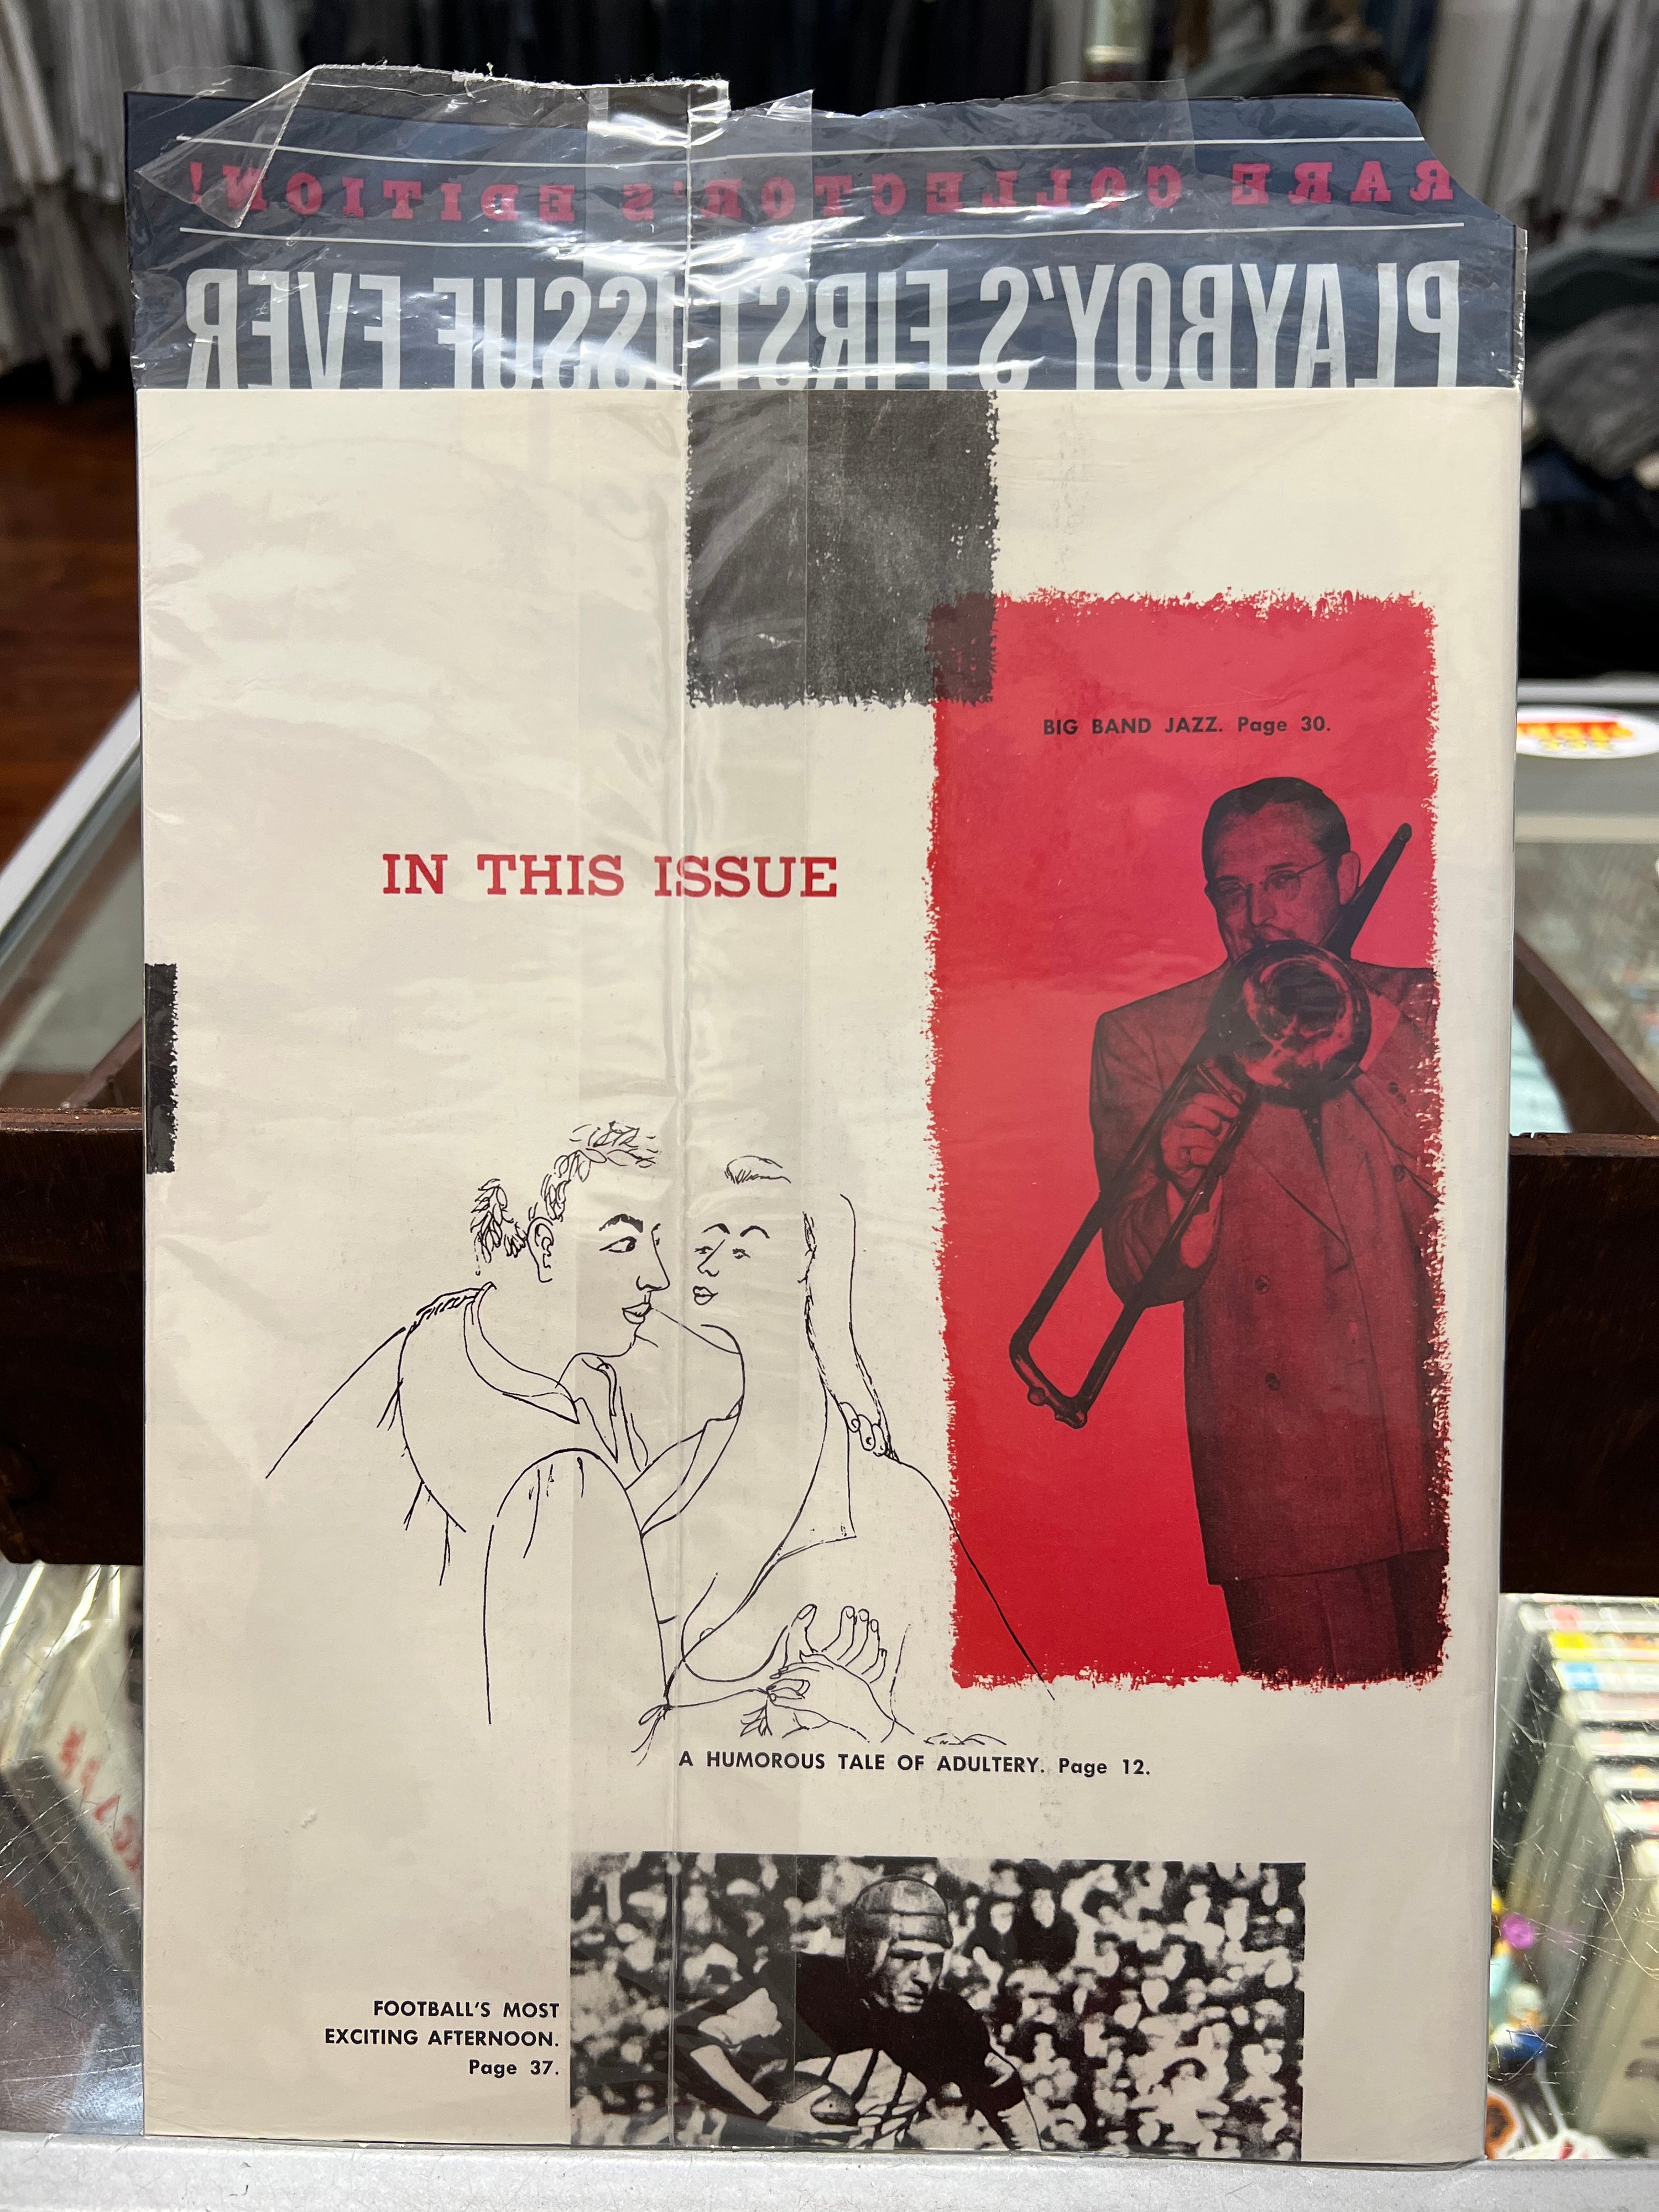 RARE COLLECTOR'S EDITION!
PLAYBOY'S FIRST ISSUE EVER
BIG BAND JAZZ. Page 30.
IN THIS ISSUE
A HUMOROUS TALE OF ADULTERY. Page 12.
FOOTBALL'S MOST
EXCITING AFTERNOON.
Page 37.